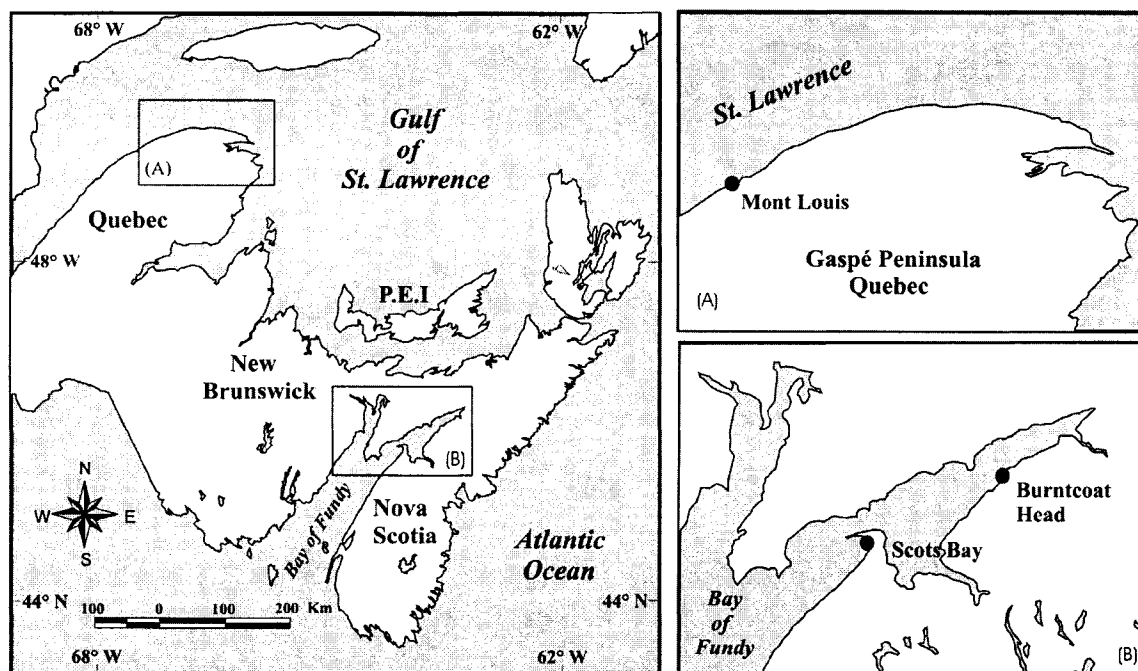 68° W
62° W
Gulf
of
St. Lawrence
(A)
Quebec
48° W
P.E.I
New
Brunswick
(B)
N
W
E
S
Bay of Fundy
Nova
Scotia
Atlantic
Ocean
44° N
100 0 100 200 Km
68° W
62° W
St. Lawrence
Mont Louis
Gaspé Peninsula
Quebec
(A)
Burntcoat
Head
Scots Bay
Bay
of
Fundy
(B)